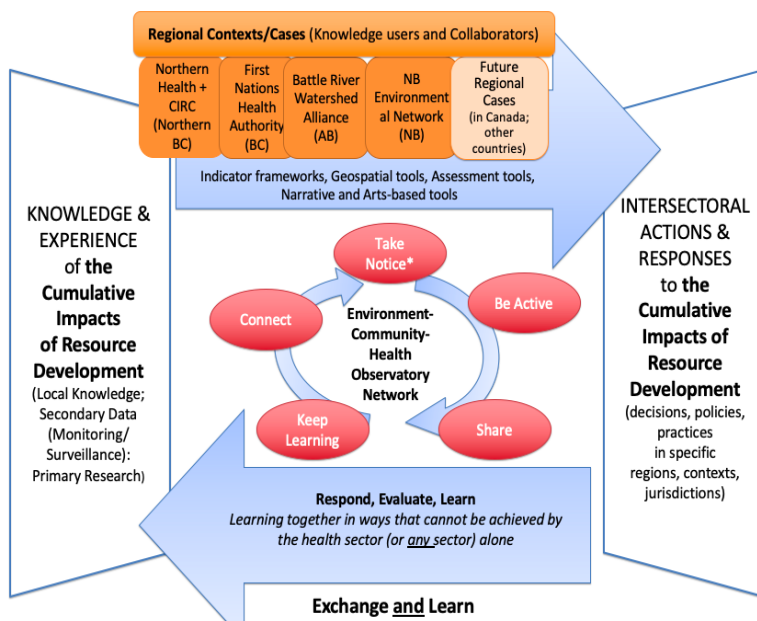 Regional Contexts/Cases (Knowledge users and Collaborators)
Northern
Health +
CIRC
(Northern
BC)
First
Nations
Health
Authority
(BC)
Battle River
Watershed
Alliance
(AB)
NB
Environment
al Network
(NB)
Future
Regional
Cases
(in Canada;
other
countries)
Indicator frameworks, Geospatial tools, Assessment tools,
Narrative and Arts-based tools
KNOWLEDGE &
EXPERIENCE
of the
Cumulative
Impacts
of Resource
Development
(Local Knowledge;
Secondary Data
(Monitoring/
Surveillance):
Primary Research)
Take
Notice*
Be Active
Share
Keep
Learning
Connect
Environment-
Community-
Health
Observatory
Network
INTERSECTORAL
ACTIONS &
RESPONSES
to the
Cumulative
Impacts of
Resource
Development
(decisions, policies,
practices
in specific
regions, contexts,
jurisdictions)
Respond, Evaluate, Learn
Learning together in ways that cannot be achieved by
the health sector (or any sector) alone
Exchange and Learn